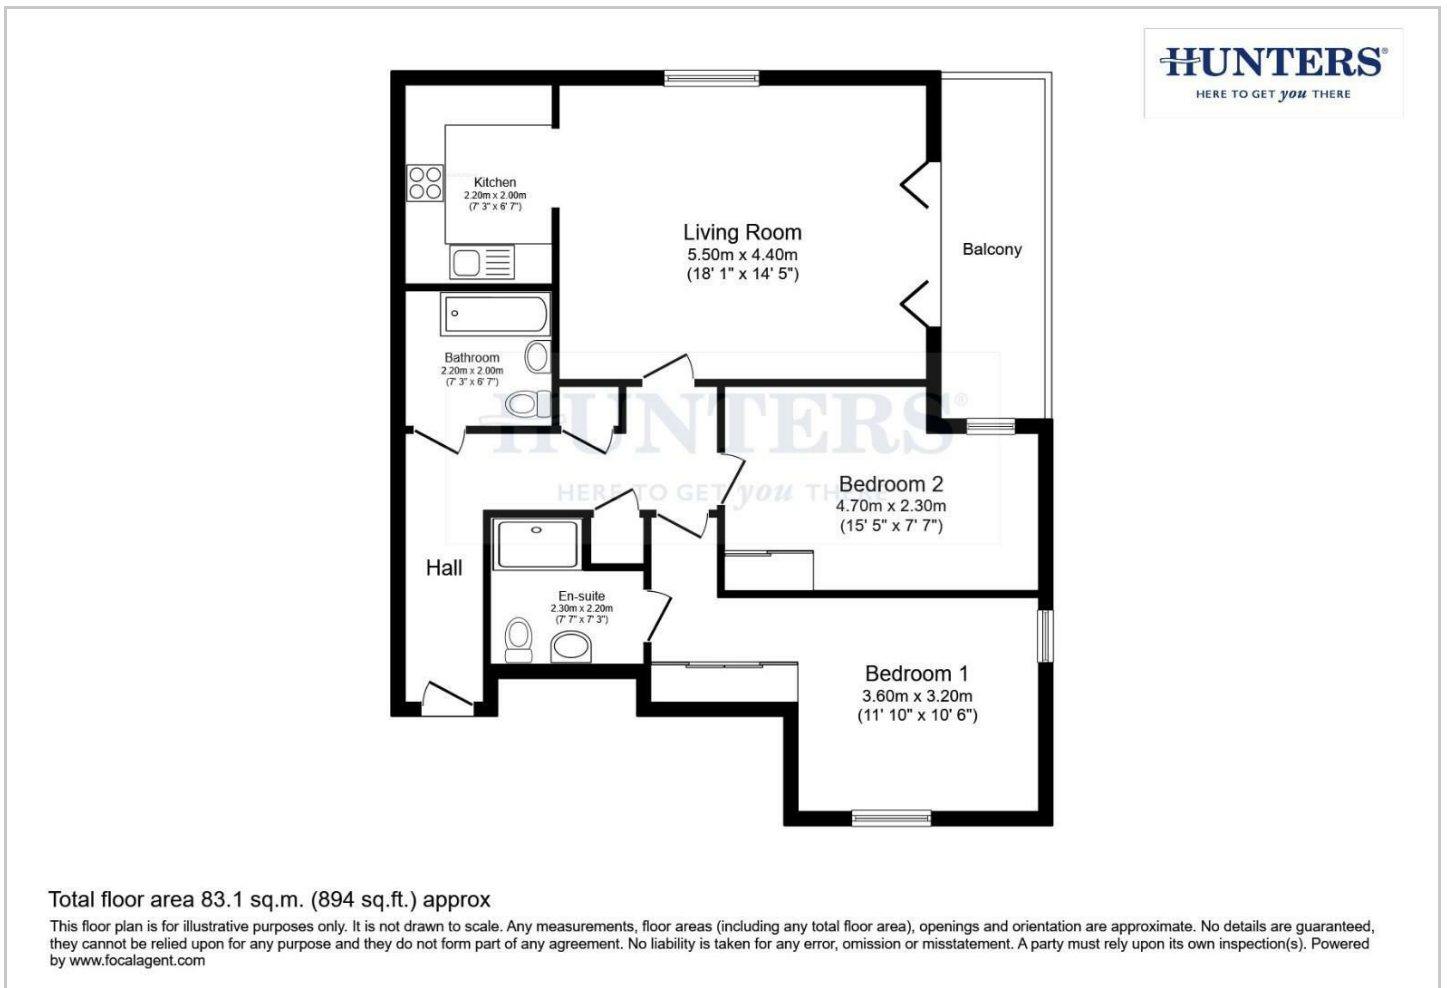 HUNTERS®
HERE TO GET you THERE
Kitchen
2.20m x 2.00m
(7' 3" x 6' 7")
Living Room
5.50m x 4.40m
(18' 1" x 14' 5")
Balcony
Bathroom
2.20m x 2.00m
(7' 3" x 6' 7")
HUNTERS®
HERE TO GET you THERE
Bedroom 2
4.70m x 2.30m
(15' 5" x 7' 7")
Hall
En-suite
2.30m x 2.20m
(7' 7" x 7' 3")
Bedroom 1
3.60m x 3.20m
(11' 10" x 10' 6")
Total floor area 83.1 sq.m. (894 sq.ft.) approx
This floor plan is for illustrative purposes only. It is not drawn to scale. Any measurements, floor areas (including any total floor area), openings and orientation are approximate. No details are guaranteed,
they cannot be relied upon for any purpose and they do not form part of any agreement. No liability is taken for any error, omission or misstatement. A party must rely upon its own inspection(s). Powered
by www.focalagent.com